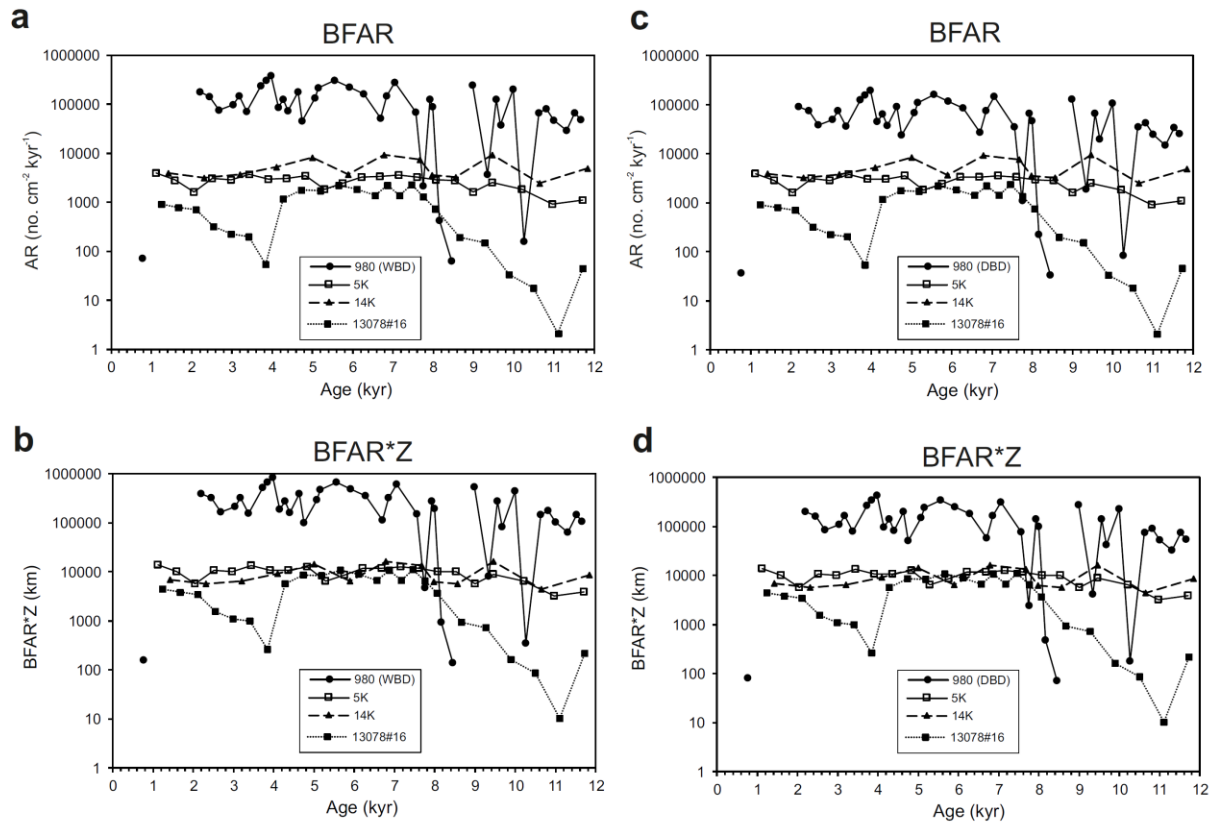 a
BFAR
1000000
100000
10000
1000
100
10
1
AR (no. cm⁻² kyr⁻¹)
980 (WBD)
5K
14K
13078#16
0 1 2 3 4 5 6 7 8 9 10 11 12
Age (kyr)
c
BFAR
1000000
100000
10000
1000
100
10
1
AR (no. cm⁻² kyr⁻¹)
980 (DBD)
5K
14K
13078#16
0 1 2 3 4 5 6 7 8 9 10 11 12
Age (kyr)
b
BFAR*Z
1000000
100000
10000
1000
100
10
1
BFAR*Z (km)
980 (WBD)
5K
14K
13078#16
0 1 2 3 4 5 6 7 8 9 10 11 12
Age (kyr)
d
BFAR*Z
1000000
100000
10000
1000
100
10
1
BFAR*Z (km)
980 (DBD)
5K
14K
13078#16
0 1 2 3 4 5 6 7 8 9 10 11 12
Age (kyr)